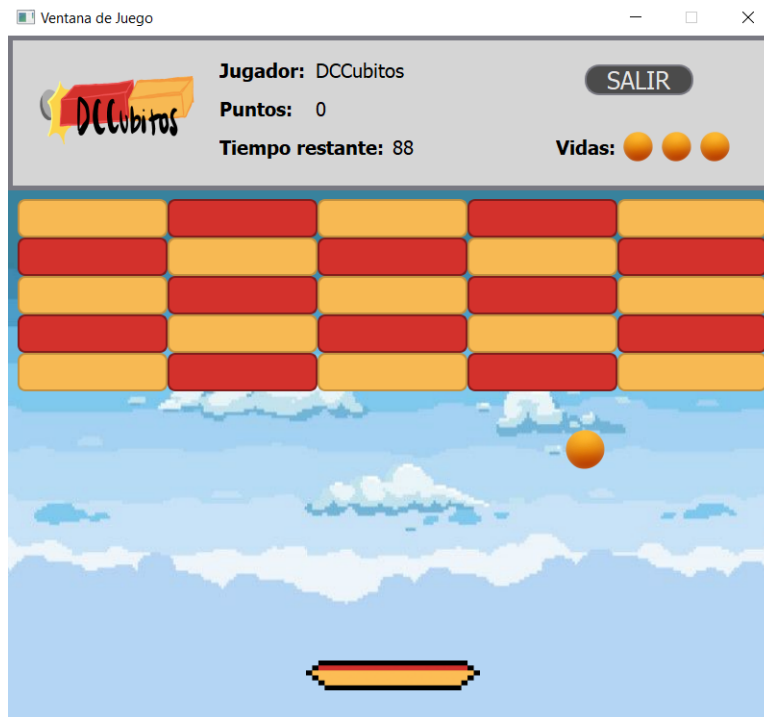 Ventana de Juego
DCCubitos
Jugador: DCCubitos
Puntos: 0
Tiempo restante: 88
SALIR
Vidas: